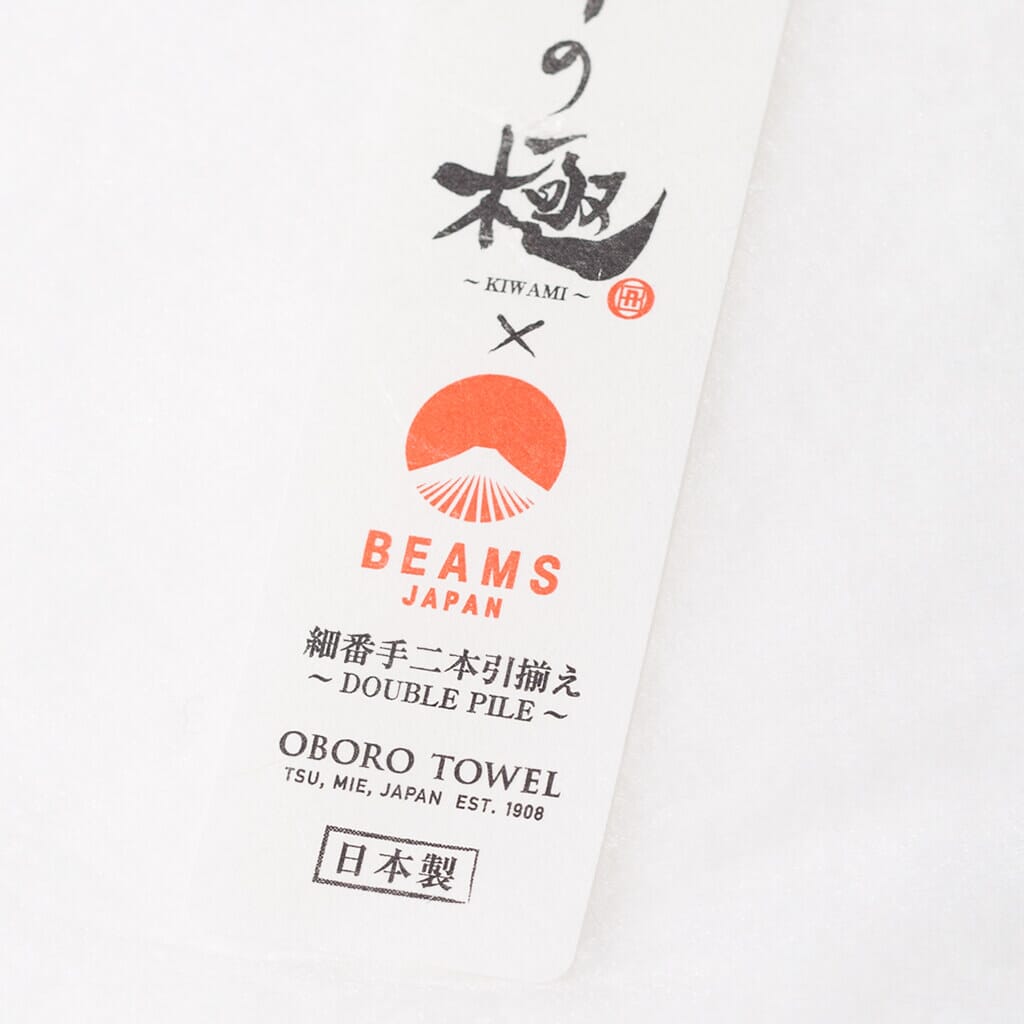 の
極
~ KIWAMI ~
×
BEAMS
JAPAN
細番手二本引揃え
~ DOUBLE PILE ~
OBORO TOWEL
TSU, MIE, JAPAN EST. 1908
日本製